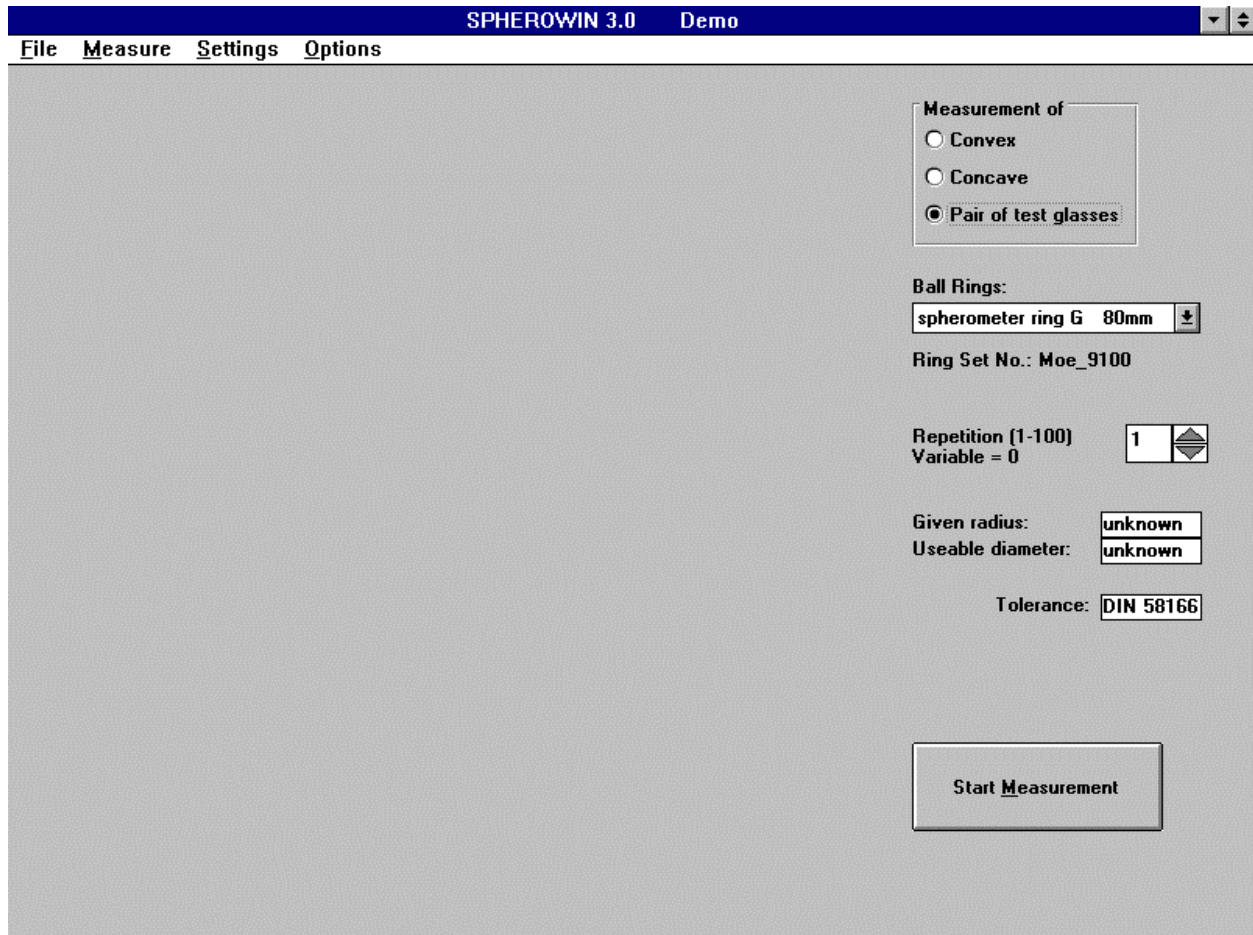 SPHEROWIN 3.0 Demo
File Measure Settings Options
Measurement of
Convex
Concave
Pair of test glasses
Ball Rings:
spherometer ring G 80mm
Ring Set No.: Moe_9100
Repetition (1-100) 1
Variable = 0
Given radius: unknown
Useable diameter: unknown
Tolerance: DIN 58166
Start Measurement